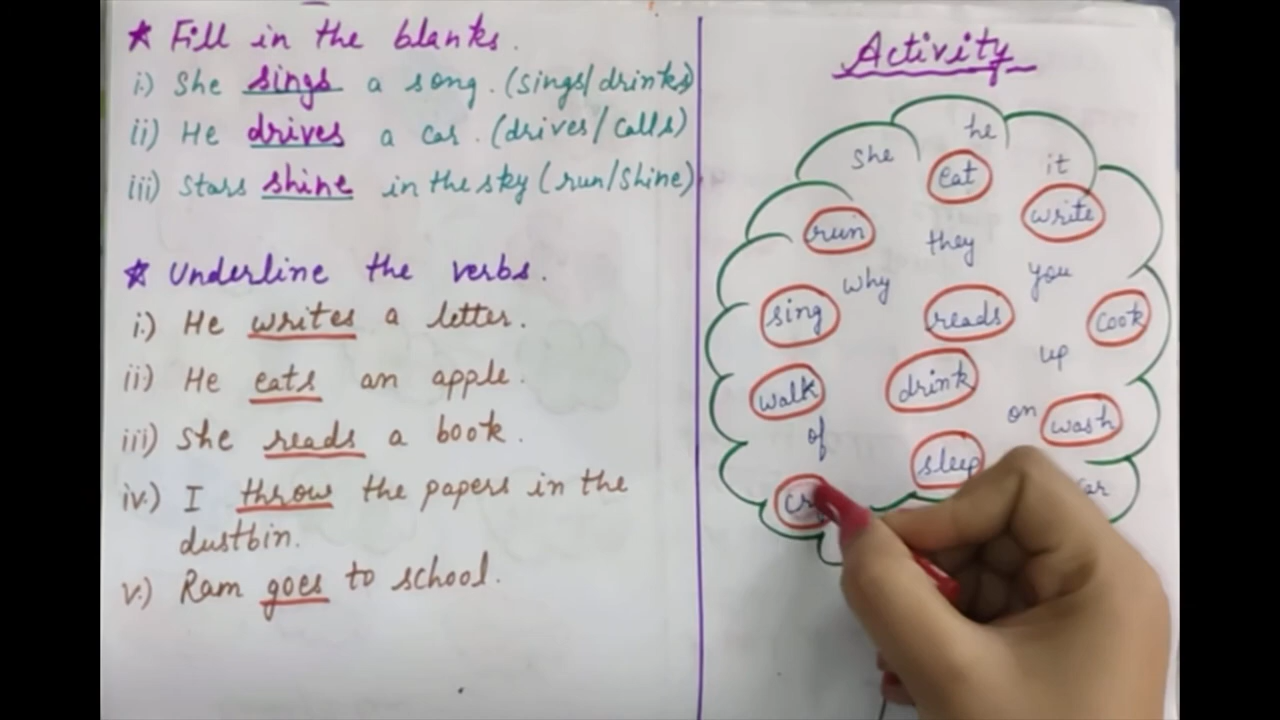 ★ Fill in the blanks.
i) She sings a song. (sings/drinks)
ii) He drives a car. (drives/calls)
iii) Stars shine in the sky (run/shine)
★ Underline the verbs.
i.) He writes a letter.
ii) He eats an apple.
iii) She reads a book.
iv.) I throw the papers in the
dustbin.
v.) Ram goes to school.
Activity
he
she
it
eat
write
run
they
why
you
sing
reads
cook
up
walk
drink
on
wash
of
sleep